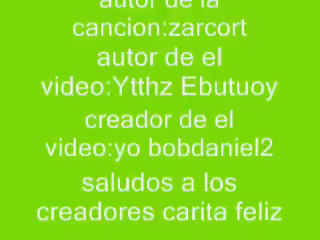 autor de la
cancion:zarcort
autor de el
video:Ytthz Ebutuoy
creador de el
video:yo bobdaniel2
saludos a los
creadores carita feliz